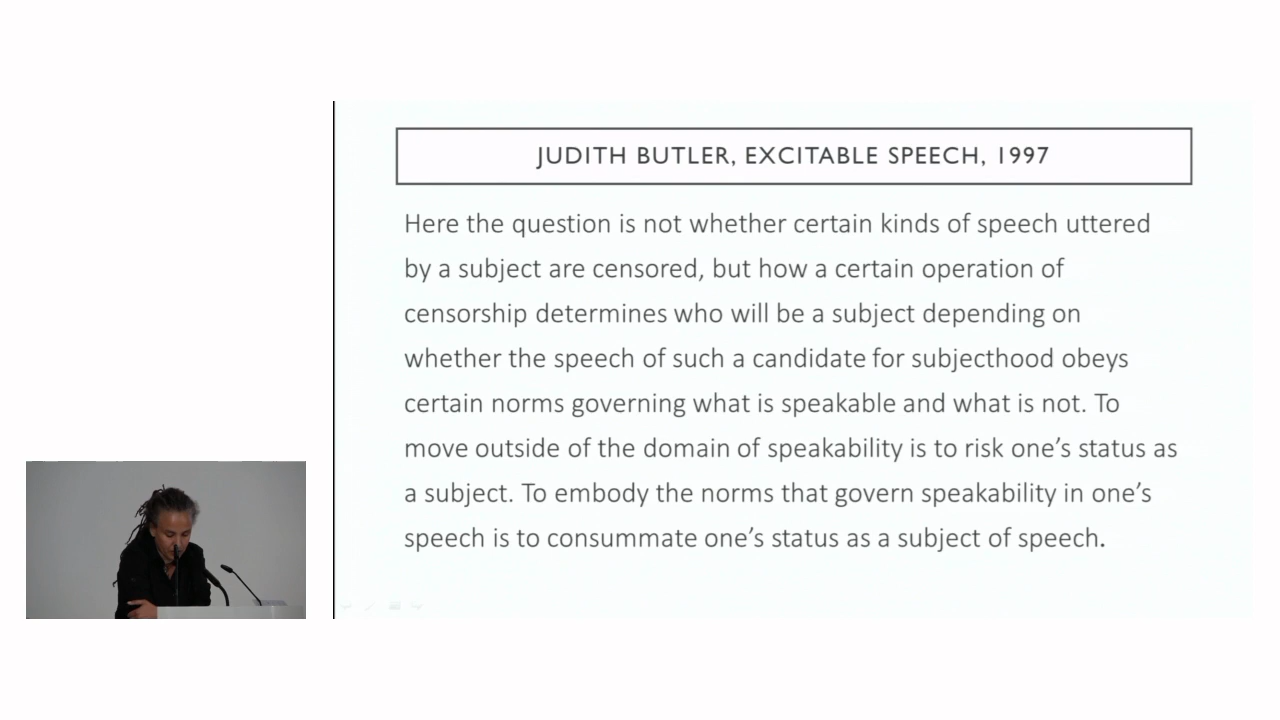 JUDITH BUTLER, EXCITABLE SPEECH, 1997
Here the question is not whether certain kinds of speech uttered
by a subject are censored, but how a certain operation of
censorship determines who will be a subject depending on
whether the speech of such a candidate for subjecthood obeys
certain norms governing what is speakable and what is not. To
move outside of the domain of speakability is to risk one’s status as
a subject. To embody the norms that govern speakability in one’s
speech is to consummate one’s status as a subject of speech.